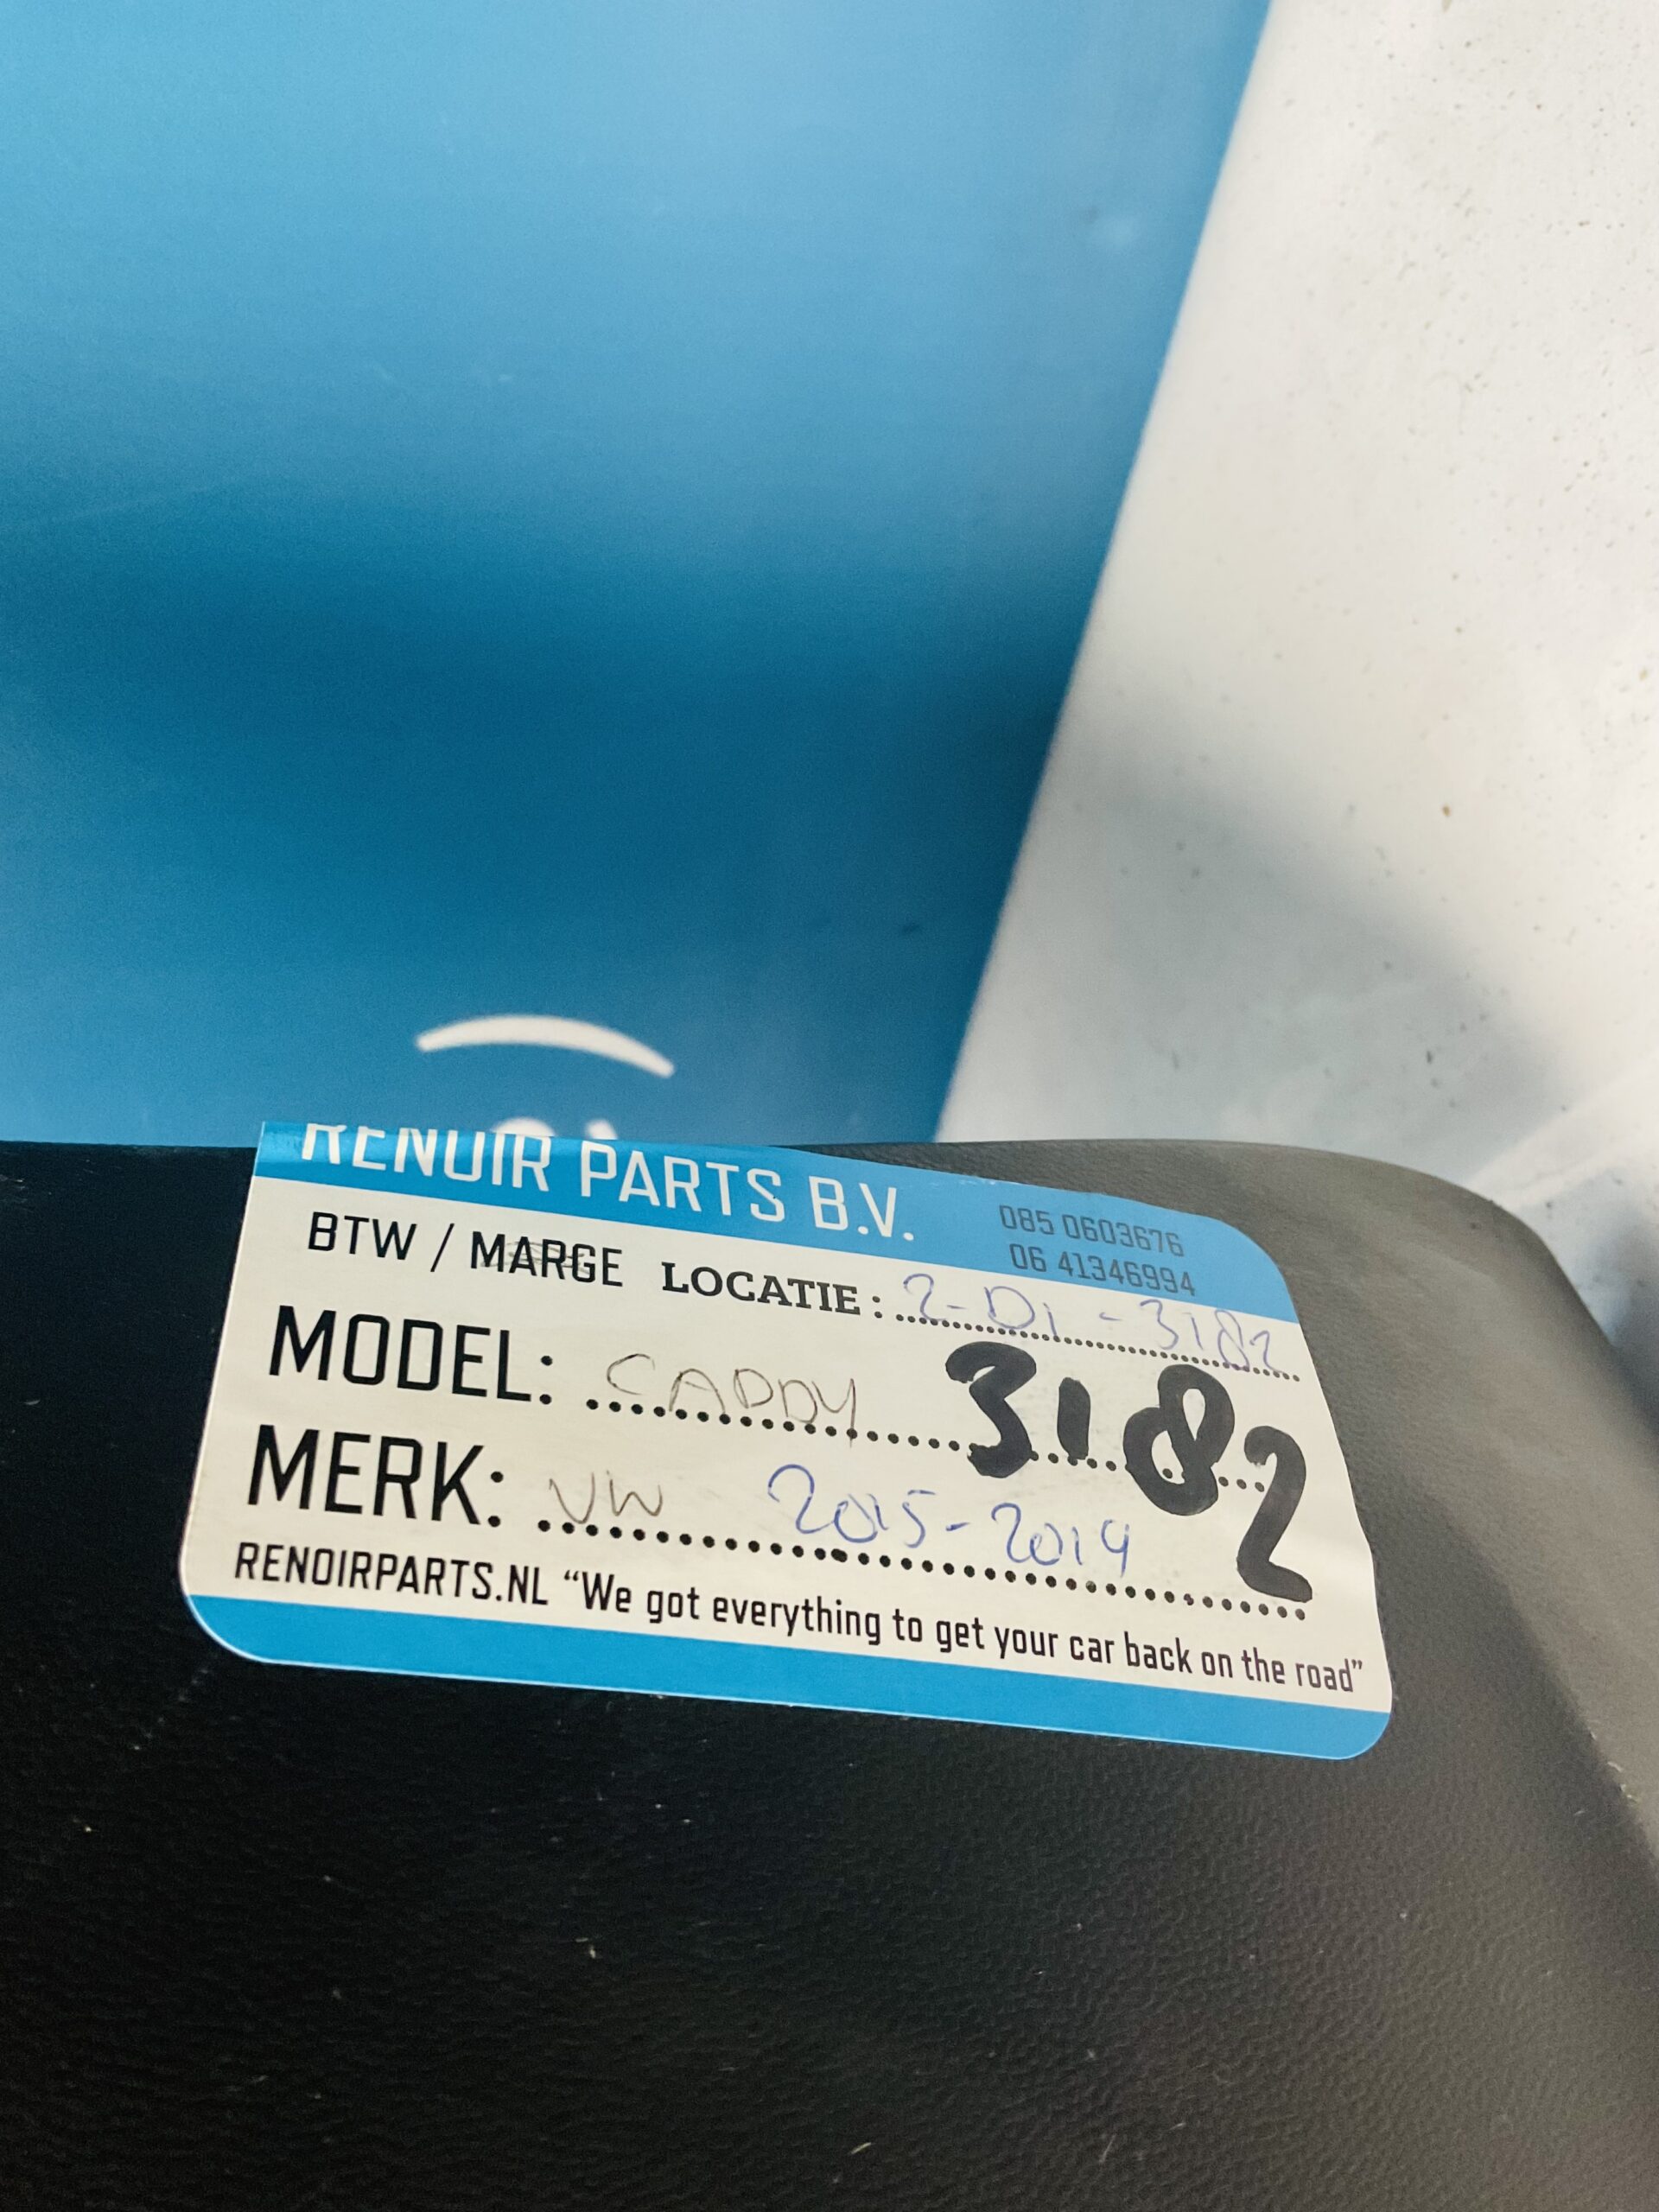 RENOIR PARTS B.V.
085 0603676
06 41346994
BTW / MARGE LOCATIE: 2-D1-3182
MODEL: CADDY 3182
MERK: VW 2015-2019
RENOIRPARTS.NL “We got everything to get your car back on the road”